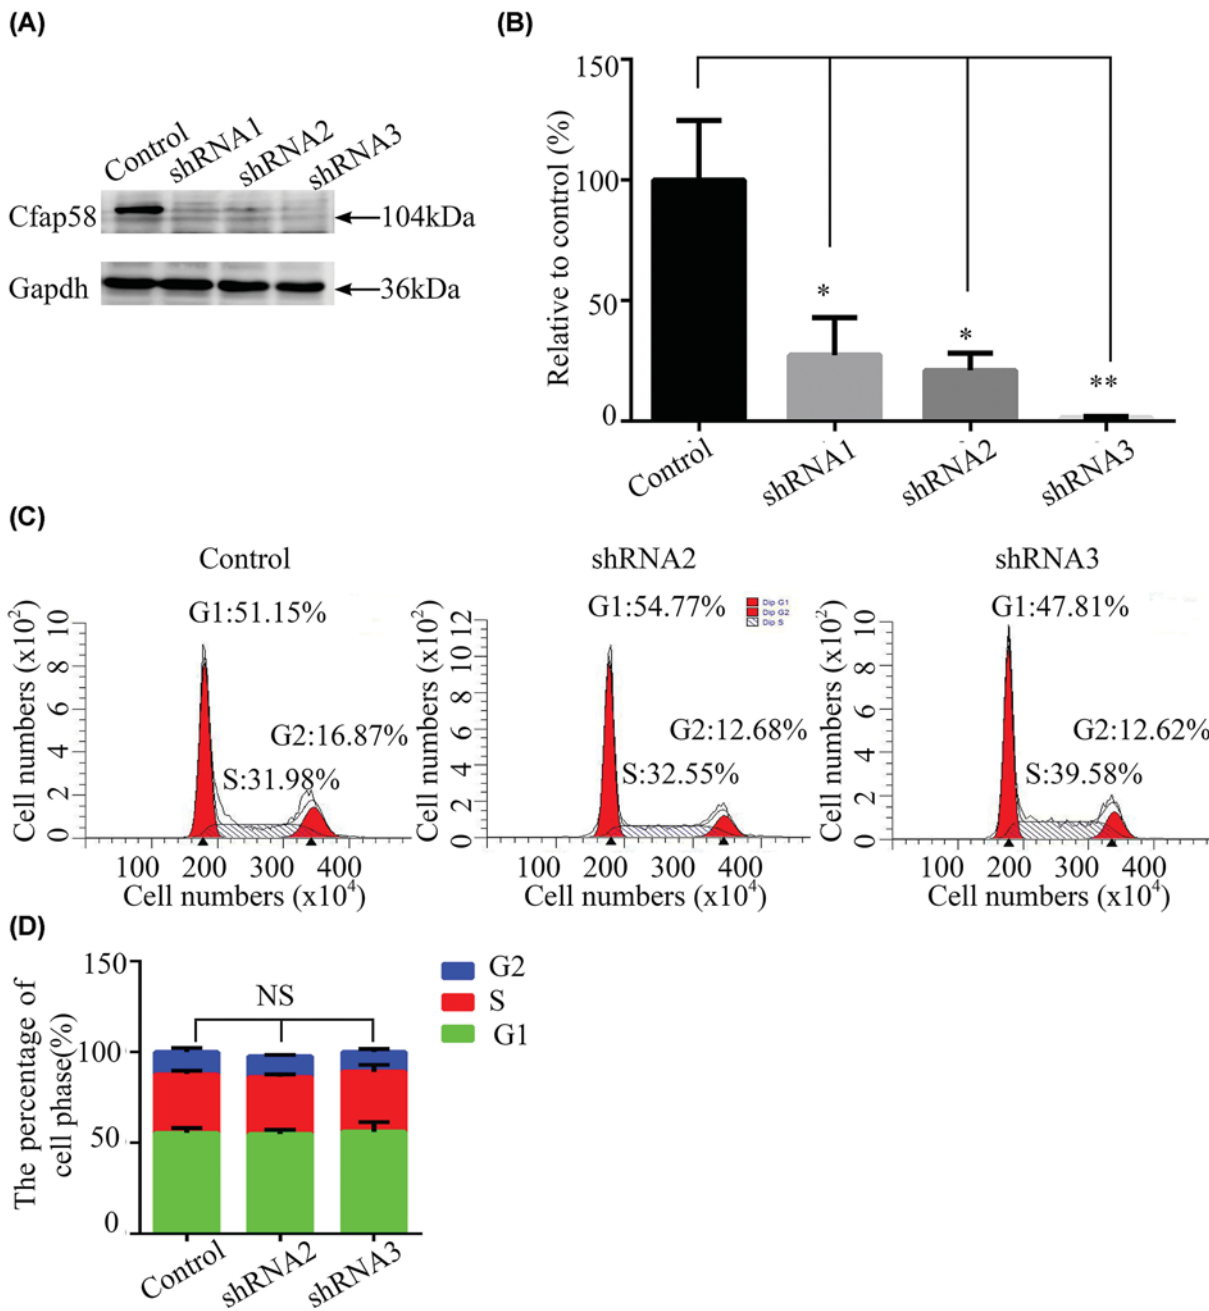 (A)
Control
shRNA1
shRNA2
shRNA3
Cfap58
104kDa
Gapdh
36kDa
(B)
Relative to control (%)
150
100
50
0
*
*
**
Control
shRNA1
shRNA2
shRNA3
(C)
Control
G1:51.15%
G2:16.87%
S:31.98%
Cell numbers (x10²)
10
8
6
4
2
0
100 200 300 400
Cell numbers (x10⁴)
shRNA2
G1:54.77%
Dip G1
Dip G2
Dip S
G2:12.68%
S:32.55%
Cell numbers (x10²)
12
10
8
6
4
2
0
100 200 300 400
Cell numbers (x10⁴)
shRNA3
G1:47.81%
G2:12.62%
S:39.58%
Cell numbers (x10²)
10
8
6
4
2
0
100 200 300 400
Cell numbers (x10⁴)
(D)
The percentage of
cell phase(%)
150
100
50
0
NS
G2
S
G1
Control
shRNA2
shRNA3